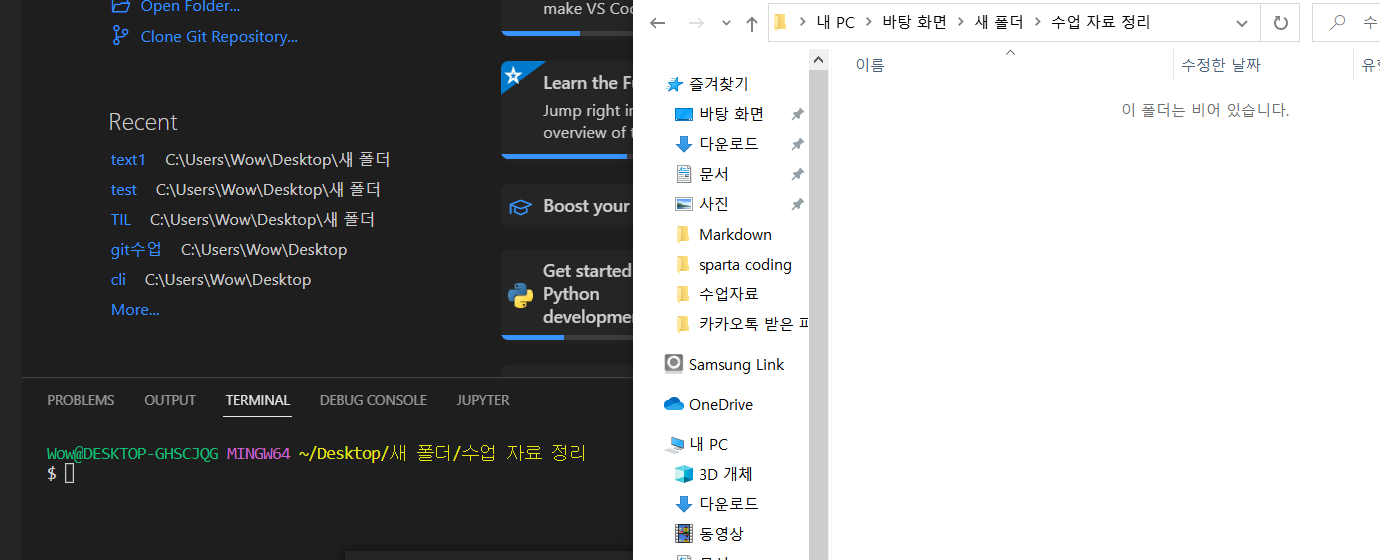 Open Folder...
Clone Git Repository...
Recent
text1 C:\Users\Wow\Desktop\새 폴더
test C:\Users\Wow\Desktop\새 폴더
TIL C:\Users\Wow\Desktop\새 폴더
git수업 C:\Users\Wow\Desktop
cli C:\Users\Wow\Desktop
More...
make VS Co
Learn the F
Jump right in
overview of
Boost your
Get started
Python
developme
PROBLEMS OUTPUT TERMINAL DEBUG CONSOLE JUPYTER
Wow@DESKTOP-GHSCJQG MINGW64 ~/Desktop/새 폴더/수업 자료 정리
$
내 PC > 바탕 화면 > 새 폴더 > 수업 자료 정리
수
이름 수정한 날짜 유형
이 폴더는 비어 있습니다.
즐겨찾기
바탕 화면
다운로드
문서
사진
Markdown
sparta coding
수업자료
카카오톡 받은 파
Samsung Link
OneDrive
내 PC
3D 개체
다운로드
동영상
문서